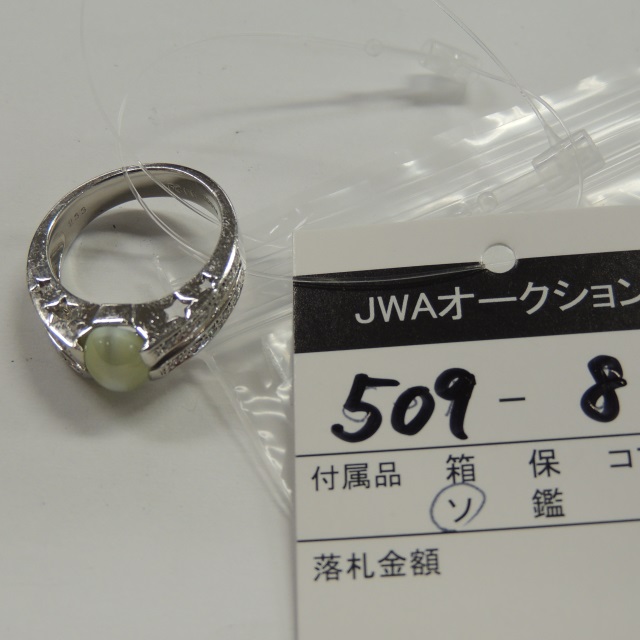 JWAオークション
509 - 8
付属品 箱 保
ソ 鑑
落札金額